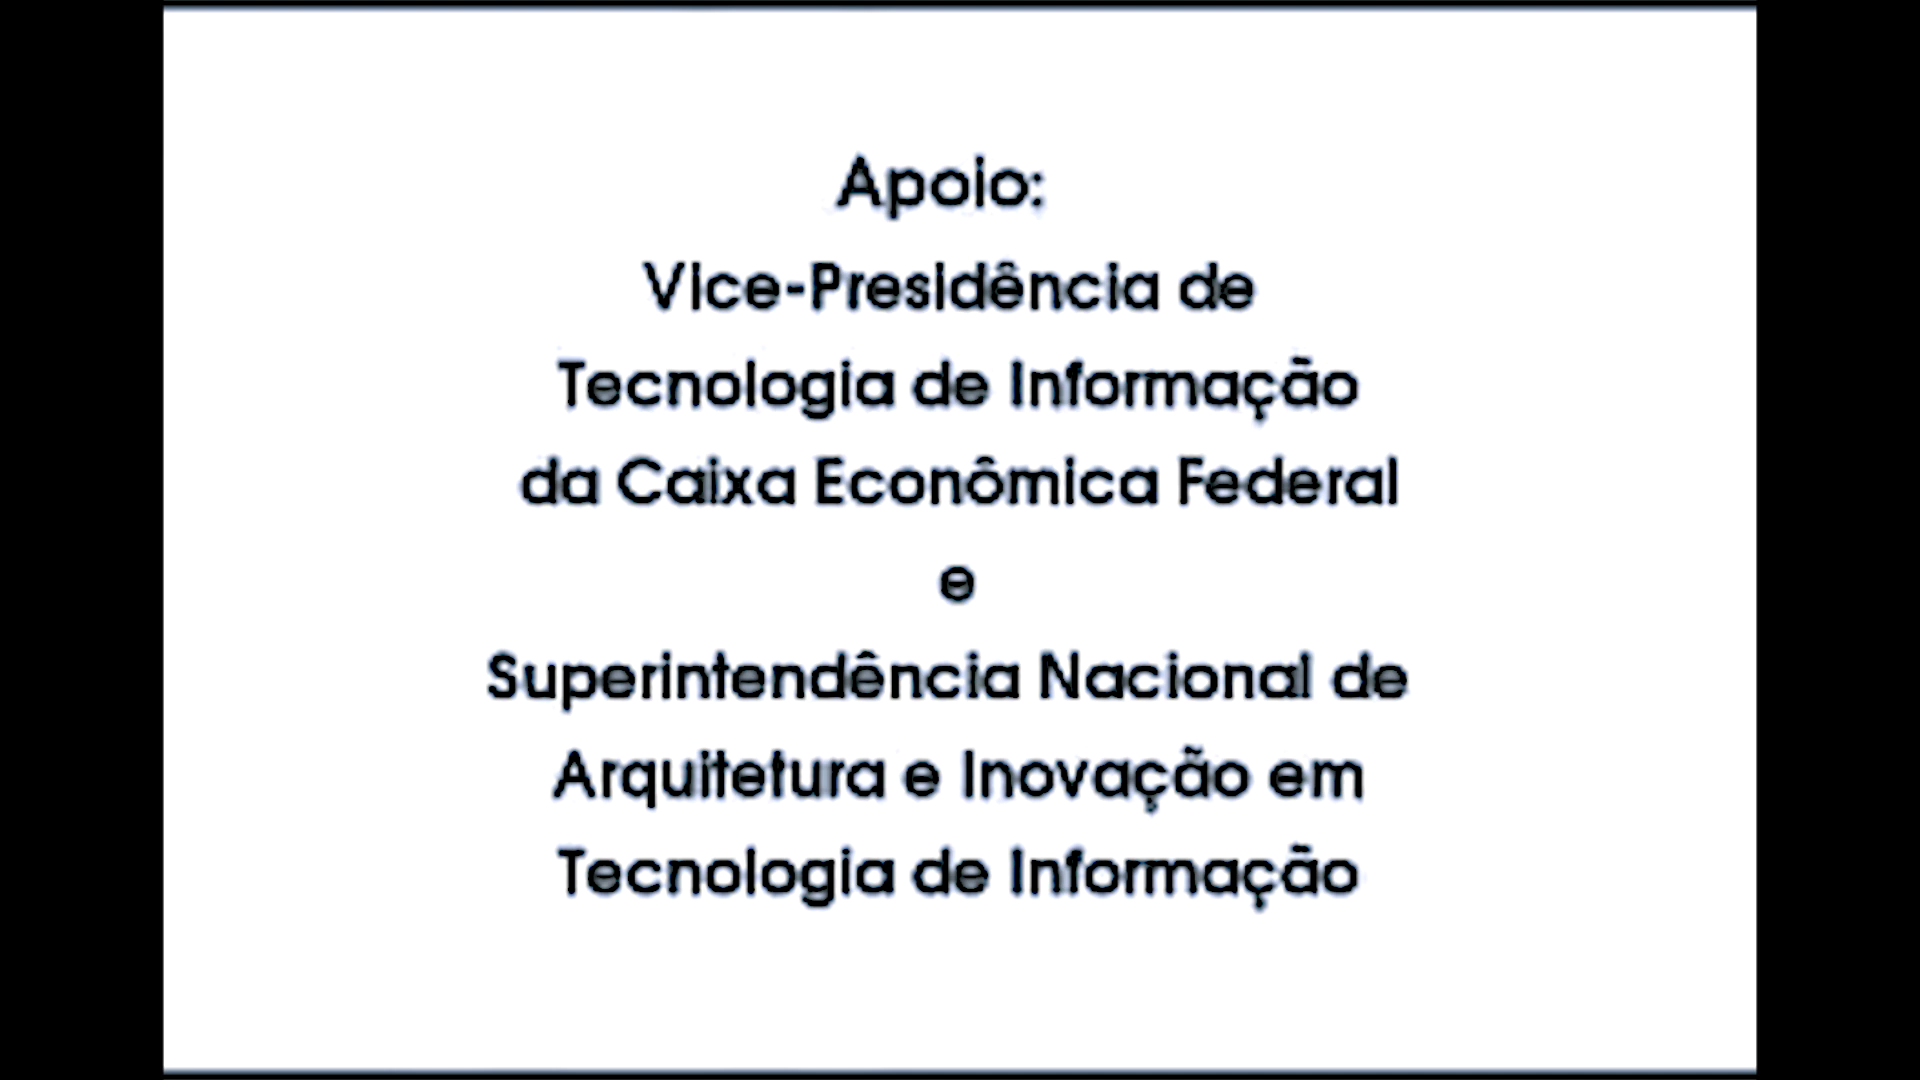 Apoio:
Vice-Presidência de
Tecnologia de Informação
da Caixa Econômica Federal
e
Superintendência Nacional de
Arquitetura e Inovação em
Tecnologia de Informação